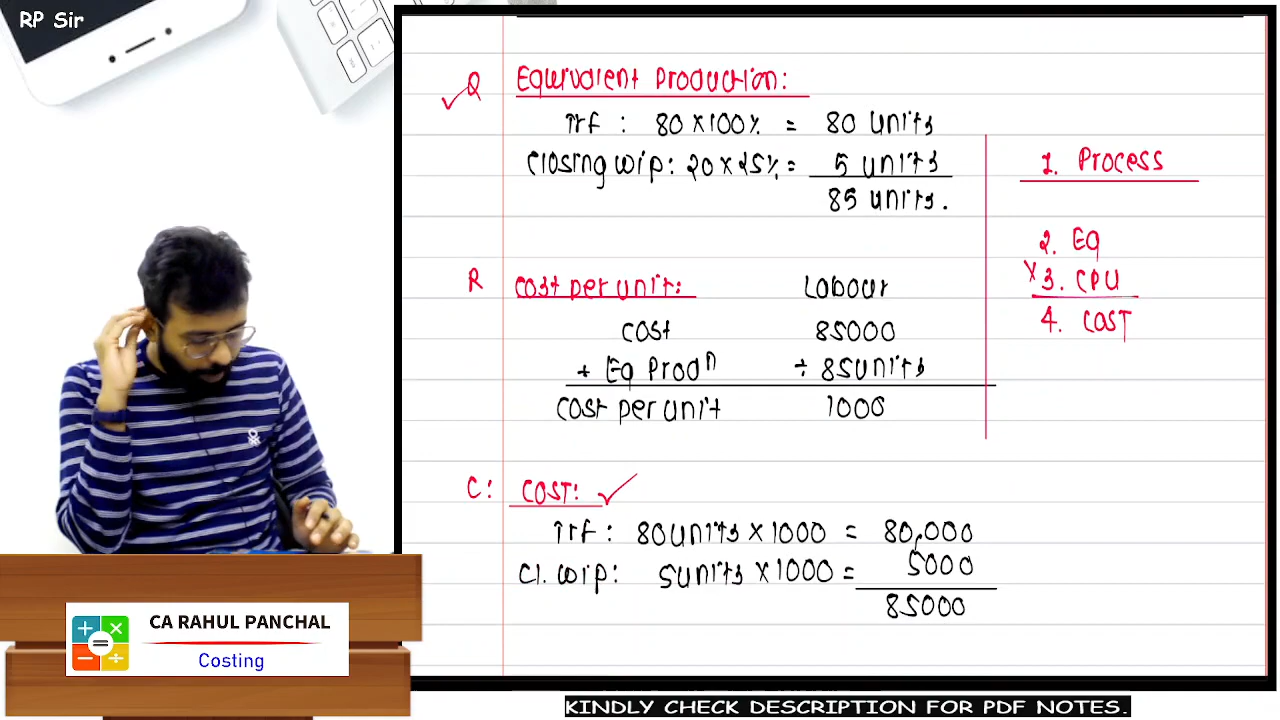 RP Sir
Q Equivalent Production:
Trf : 80 × 100% = 80 units
Closing wip: 20 × 25% = 5 units
85 units.
R Cost per unit: Labour
Cost 85000
÷ Eq Prodⁿ ÷ 85units
Cost per unit 1000
C: COST:
Trf : 80units × 1000 = 80,000
Cl. wip: 5units × 1000 = 5000
85000
1. Process
2. EQ
× 3. CPU
4. COST
CA RAHUL PANCHAL
Costing
KINDLY CHECK DESCRIPTION FOR PDF NOTES.